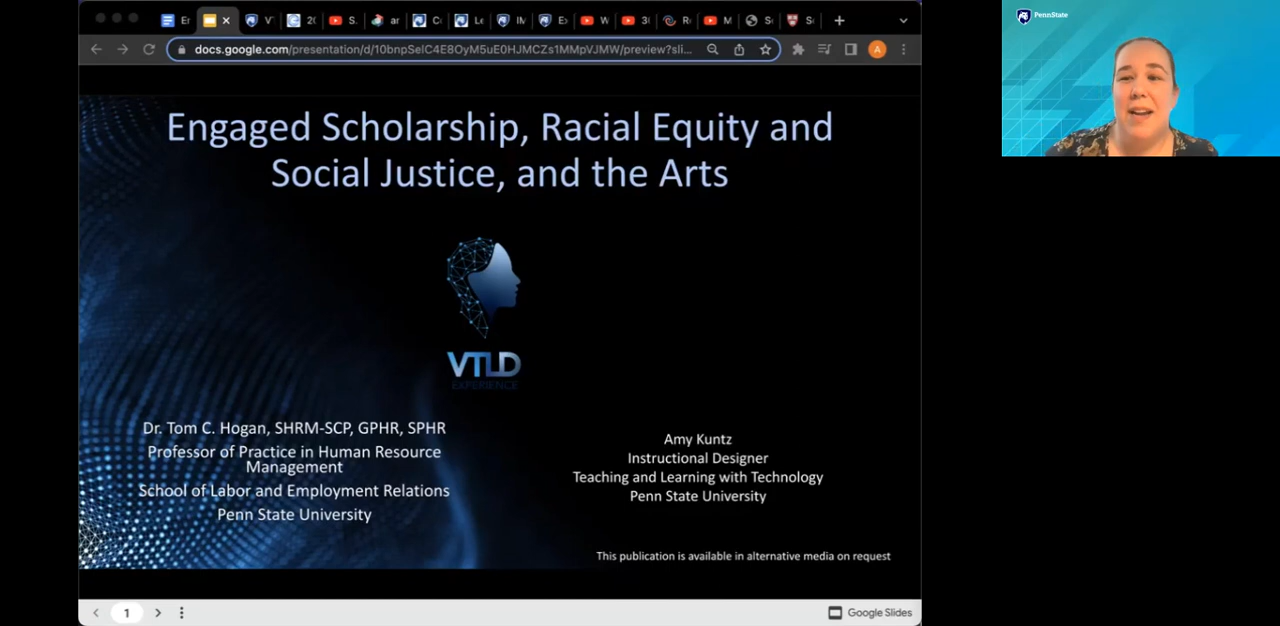 docs.google.com/presentation/d/10bnpSelC4E8OyM5uE0HJMCZs1MMpVJMW/preview?sli...
A
PennState
Engaged Scholarship, Racial Equity and
Social Justice, and the Arts
VTLD
EXPERIENCE
Dr. Tom C. Hogan, SHRM-SCP, GPHR, SPHR
Professor of Practice in Human Resource
Management
School of Labor and Employment Relations
Penn State University
Amy Kuntz
Instructional Designer
Teaching and Learning with Technology
Penn State University
This publication is available in alternative media on request
1
Google Slides